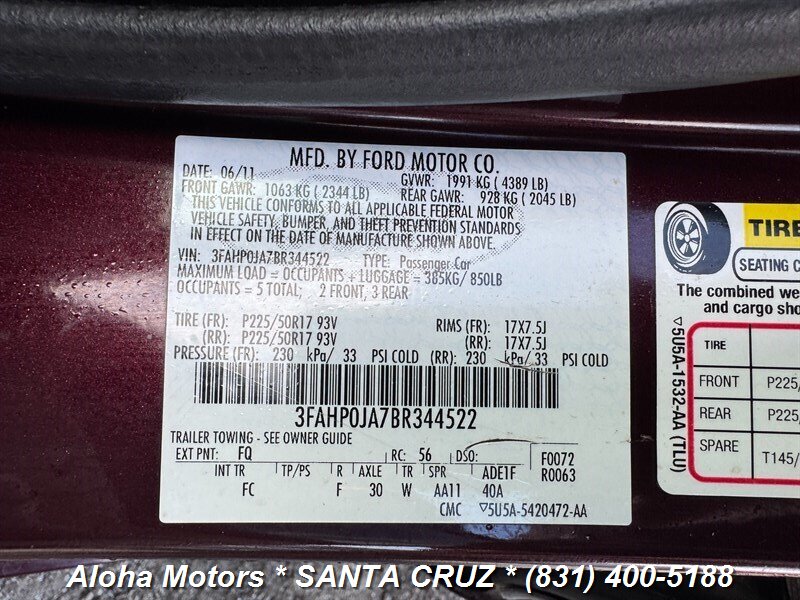 MFD. BY FORD MOTOR CO.
DATE: 06/11 GVWR: 1991 KG ( 4389 LB)
FRONT GAWR: 1063 KG ( 2344 LB) REAR GAWR: 928 KG ( 2045 LB)
THIS VEHICLE CONFORMS TO ALL APPLICABLE FEDERAL MOTOR
VEHICLE SAFETY, BUMPER, AND THEFT PREVENTION STANDARDS
IN EFFECT ON THE DATE OF MANUFACTURE SHOWN ABOVE.
VIN: 3FAHP0JA7BR344522 TYPE: Passenger Car
MAXIMUM LOAD = OCCUPANTS + LUGGAGE = 385KG/ 850LB
OCCUPANTS = 5 TOTAL, 2 FRONT, 3 REAR
TIRE (FR): P225/50R17 93V RIMS (FR): 17X7.5J
(RR): P225/50R17 93V (RR): 17X7.5J
PRESSURE (FR): 230 kPa/ 33 PSI COLD (RR): 230 kPa/ 33 PSI COLD
3FAHP0JA7BR344522
TRAILER TOWING - SEE OWNER GUIDE
EXT PNT: FQ RC: 56 DSO: F0072
R0063
INT TR TP/PS R AXLE TR SPR ADE1F
FC F 30 W AA11 40A
CMC ▽5U5A-5420472-AA
TIRE
SEATING C
The combined we
and cargo sho
▽5U5A-1532-AA (TLU)
TIRE
FRONT P225/
REAR P225/
SPARE T145/
Aloha Motors * SANTA CRUZ * (831) 400-5188